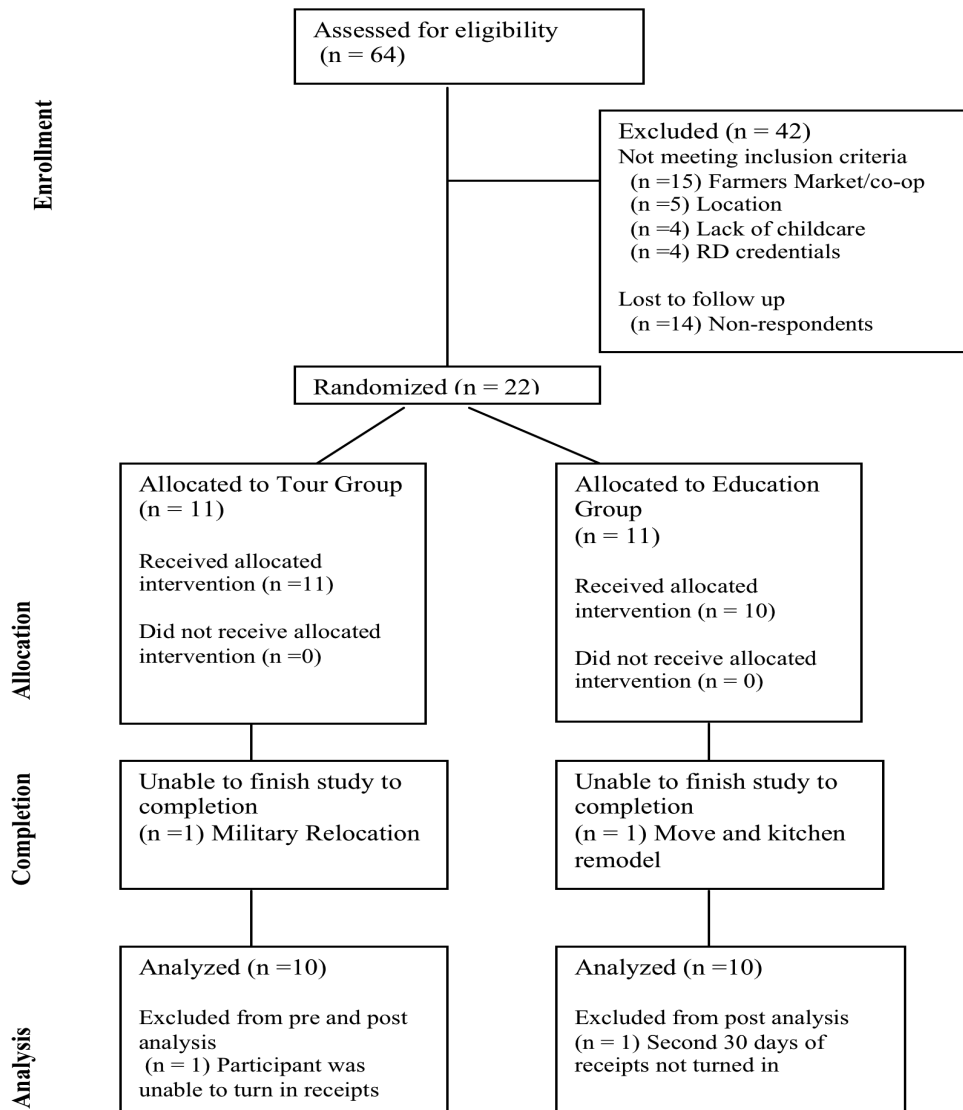 Assessed for eligibility
(n = 64)
Enrollment
Excluded (n = 42)
Not meeting inclusion criteria
(n =15) Farmers Market/co-op
(n =5) Location
(n =4) Lack of childcare
(n =4) RD credentials
Lost to follow up
(n =14) Non-respondents
Randomized (n = 22)
Allocation
Allocated to Tour Group
(n = 11)
Received allocated
intervention (n =11)
Did not receive allocated
intervention (n =0)
Allocated to Education
Group
(n = 11)
Received allocated
intervention (n = 10)
Did not receive allocated
intervention (n = 0)
Completion
Unable to finish study to
completion
(n =1) Military Relocation
Unable to finish study to
completion
(n = 1) Move and kitchen
remodel
Analysis
Analyzed (n =10)
Excluded from pre and post
analysis
(n = 1) Participant was
unable to turn in receipts
Analyzed (n =10)
Excluded from post analysis
(n = 1) Second 30 days of
receipts not turned in